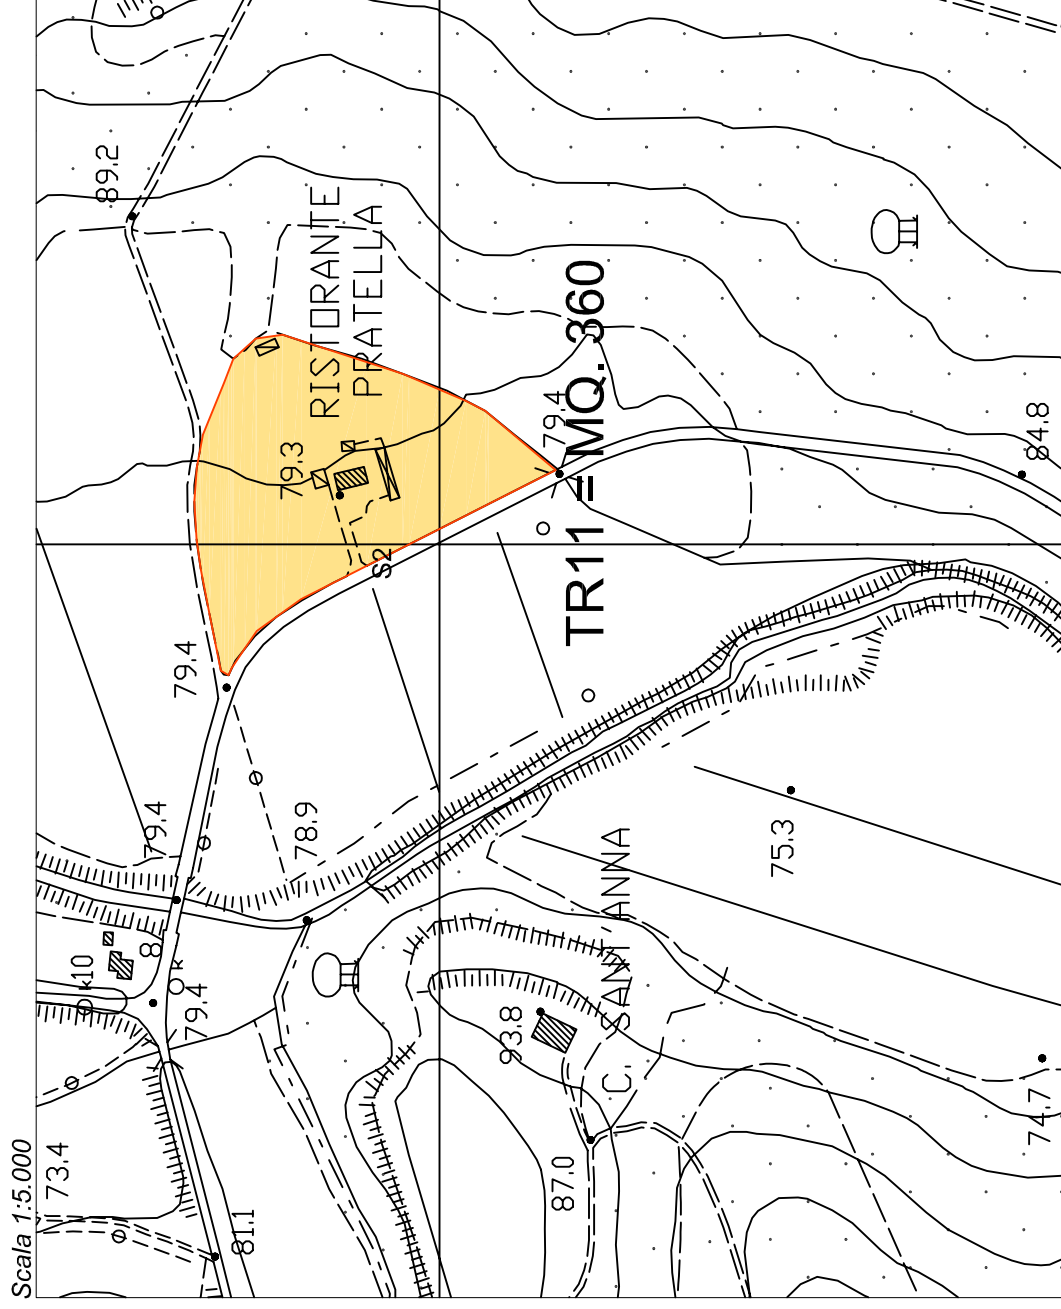 Scala 1:5.000
89.2
RISTORANTE
PRATELLA
79.3
S2
79.4
TR11 = MQ. 360
84.8
79.4
79.4
78.9
75.3
k10
8
79.4
C. SANT'ANNA
93.8
87.0
74.7
73.4
81.1